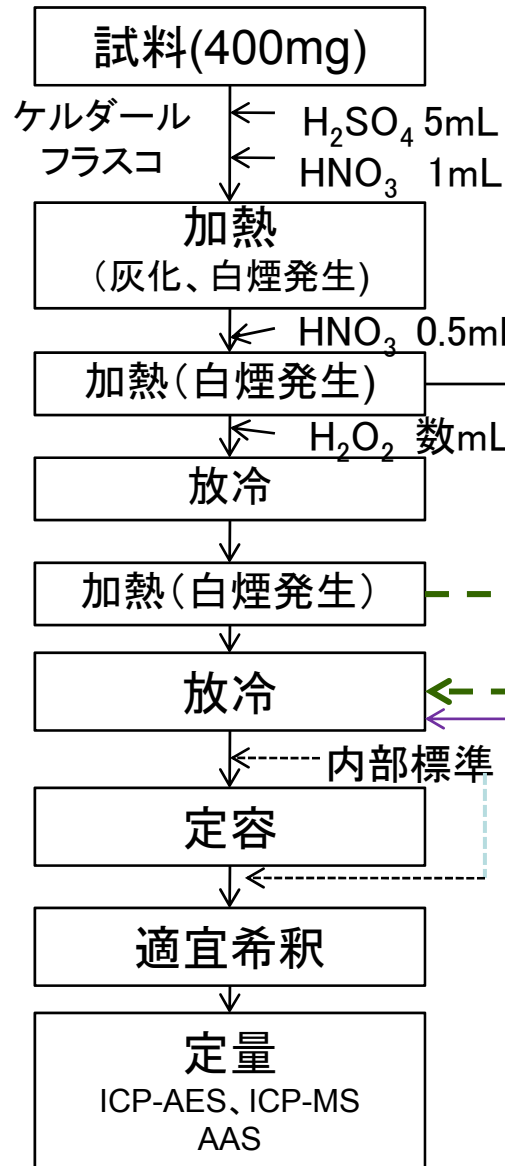 試料(400mg)
ケルダール
フラスコ
H₂SO₄ 5mL
HNO₃ 1mL
加熱
（灰化、白煙発生)
HNO₃ 0.5ml
加熱（白煙発生)
H₂O₂ 数mL
放冷
加熱（白煙発生）
放冷
内部標準
定容
適宜希釈
定量
ICP-AES、ICP-MS
AAS